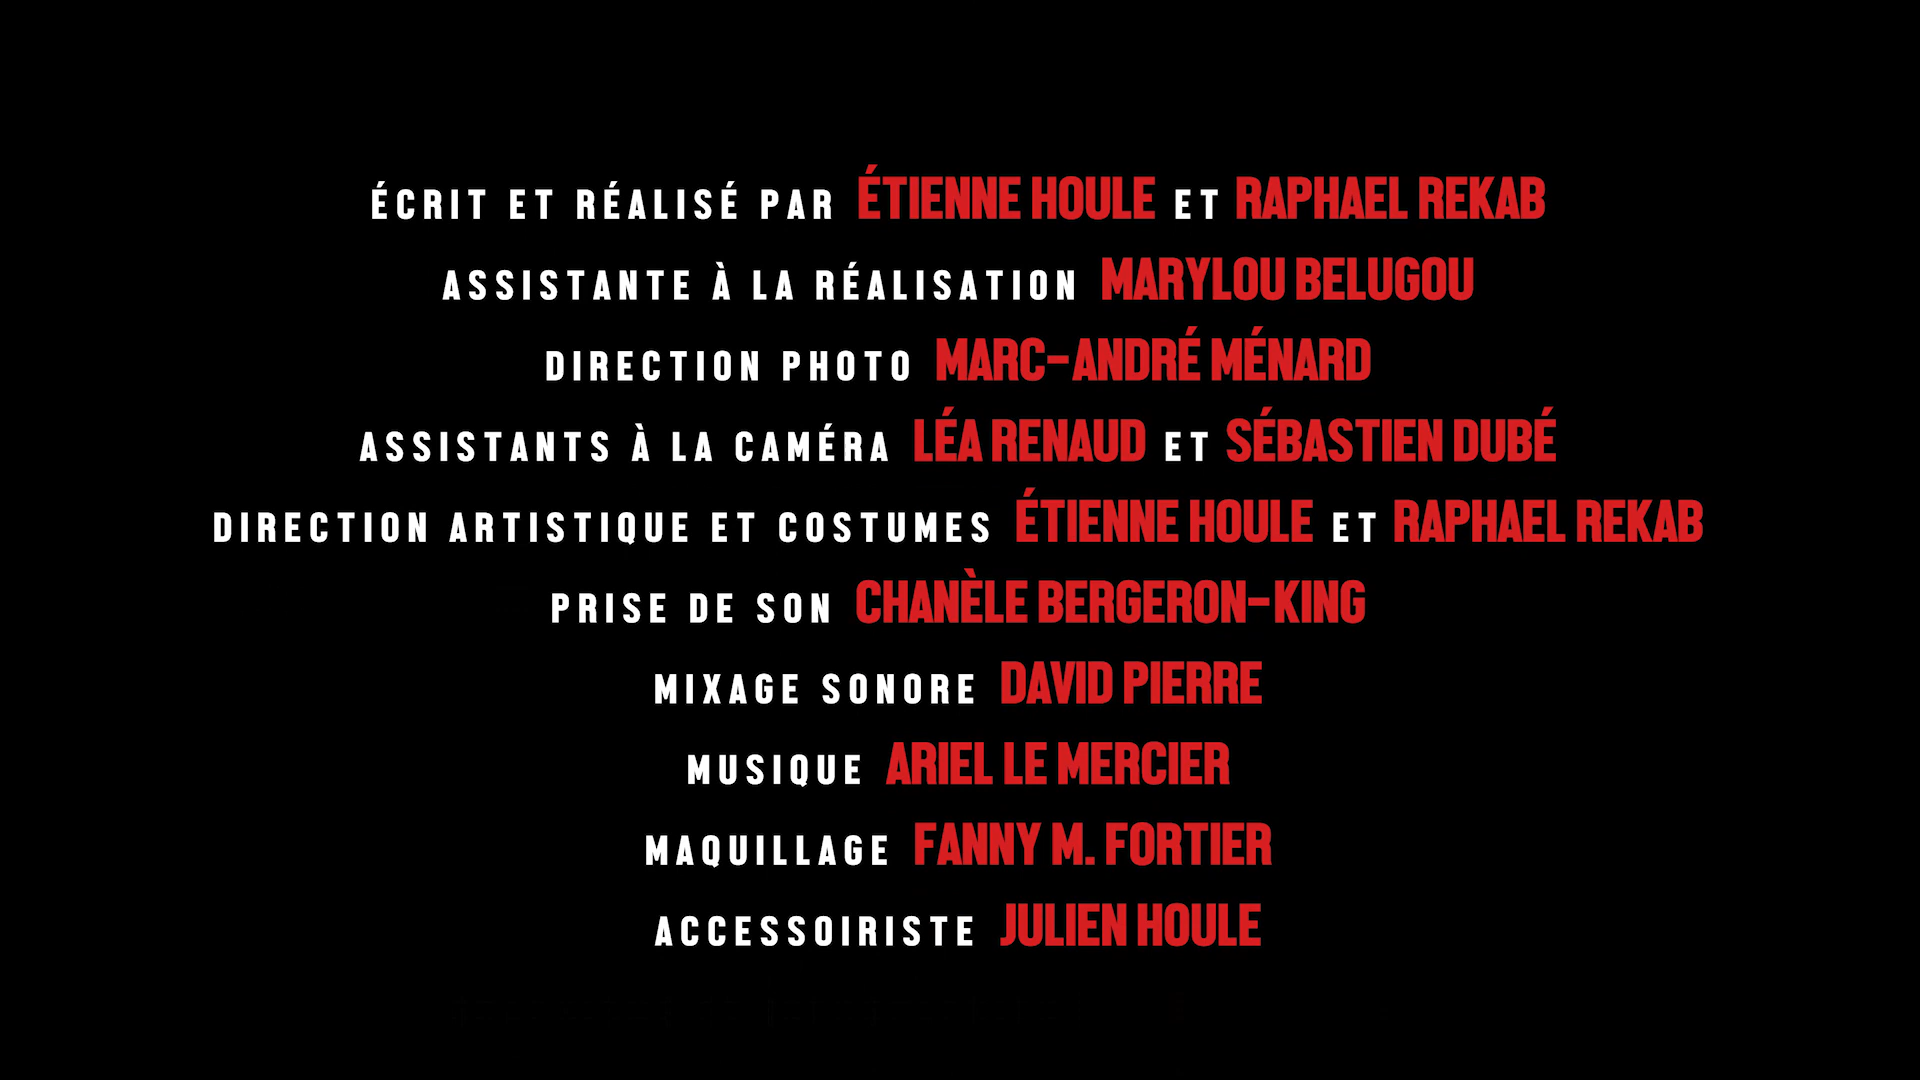 ÉCRIT ET RÉALISÉ PAR ÉTIENNE HOULE ET RAPHAEL REKAB
ASSISTANTE À LA RÉALISATION MARYLOU BELUGOU
DIRECTION PHOTO MARC-ANDRÉ MÉNARD
ASSISTANTS À LA CAMÉRA LÉA RENAUD ET SÉBASTIEN DUBÉ
DIRECTION ARTISTIQUE ET COSTUMES ÉTIENNE HOULE ET RAPHAEL REKAB
PRISE DE SON CHANÈLE BERGERON-KING
MIXAGE SONORE DAVID PIERRE
MUSIQUE ARIEL LE MERCIER
MAQUILLAGE FANNY M. FORTIER
ACCESSOIRISTE JULIEN HOULE